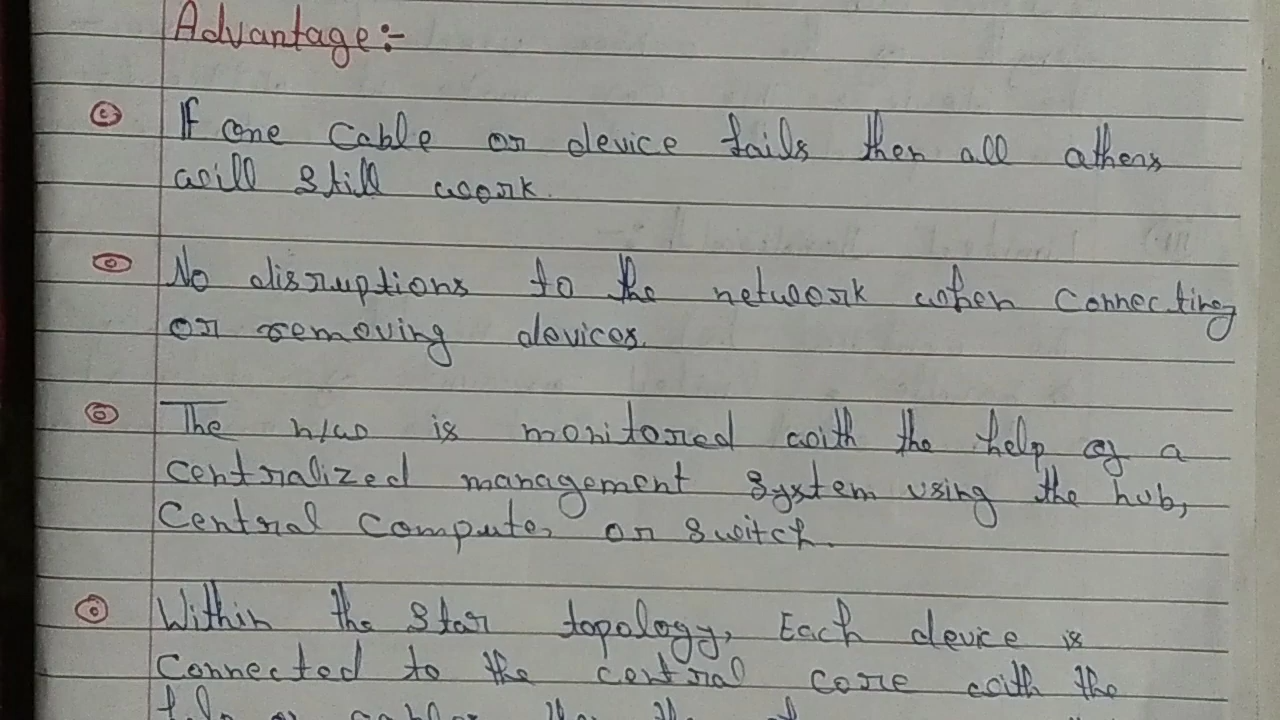 Advantage:-
If one cable or device fails then all others
will still work.
No disruptions to the network when connecting
or removing devices.
The n/w is monitored with the help of a
centralized management system using the hub,
Central computer or switch.
Within the star topology, Each device is
connected to the central core with the